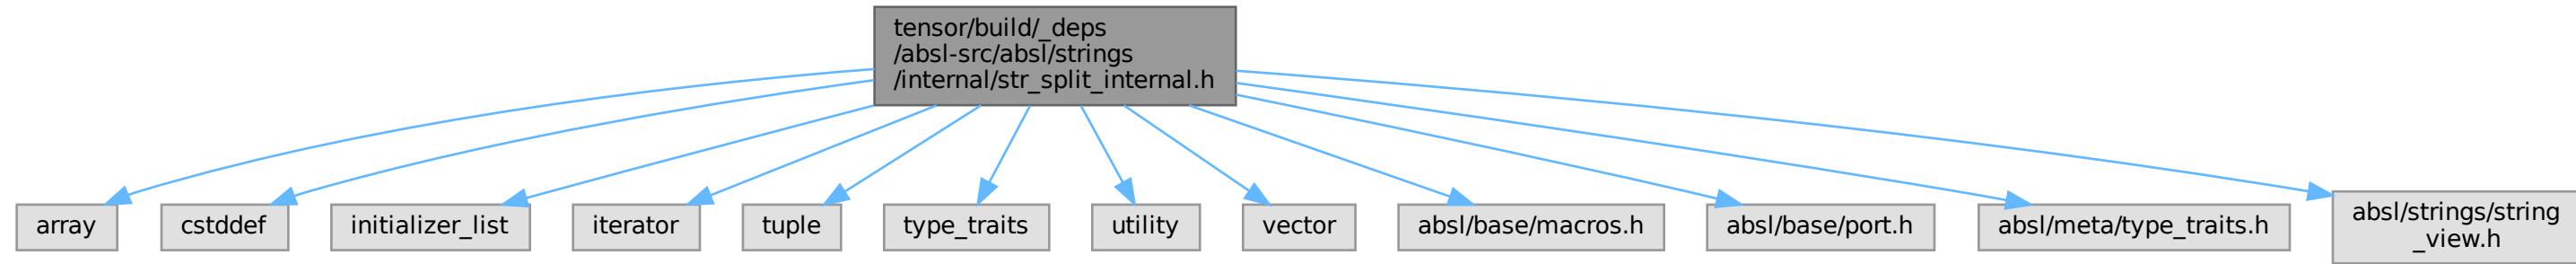 tensor/build/_deps
/absl-src/absl/strings
/internal/str_split_internal.h
array
cstddef
initializer_list
iterator
tuple
type_traits
utility
vector
absl/base/macros.h
absl/base/port.h
absl/meta/type_traits.h
absl/strings/string
_view.h